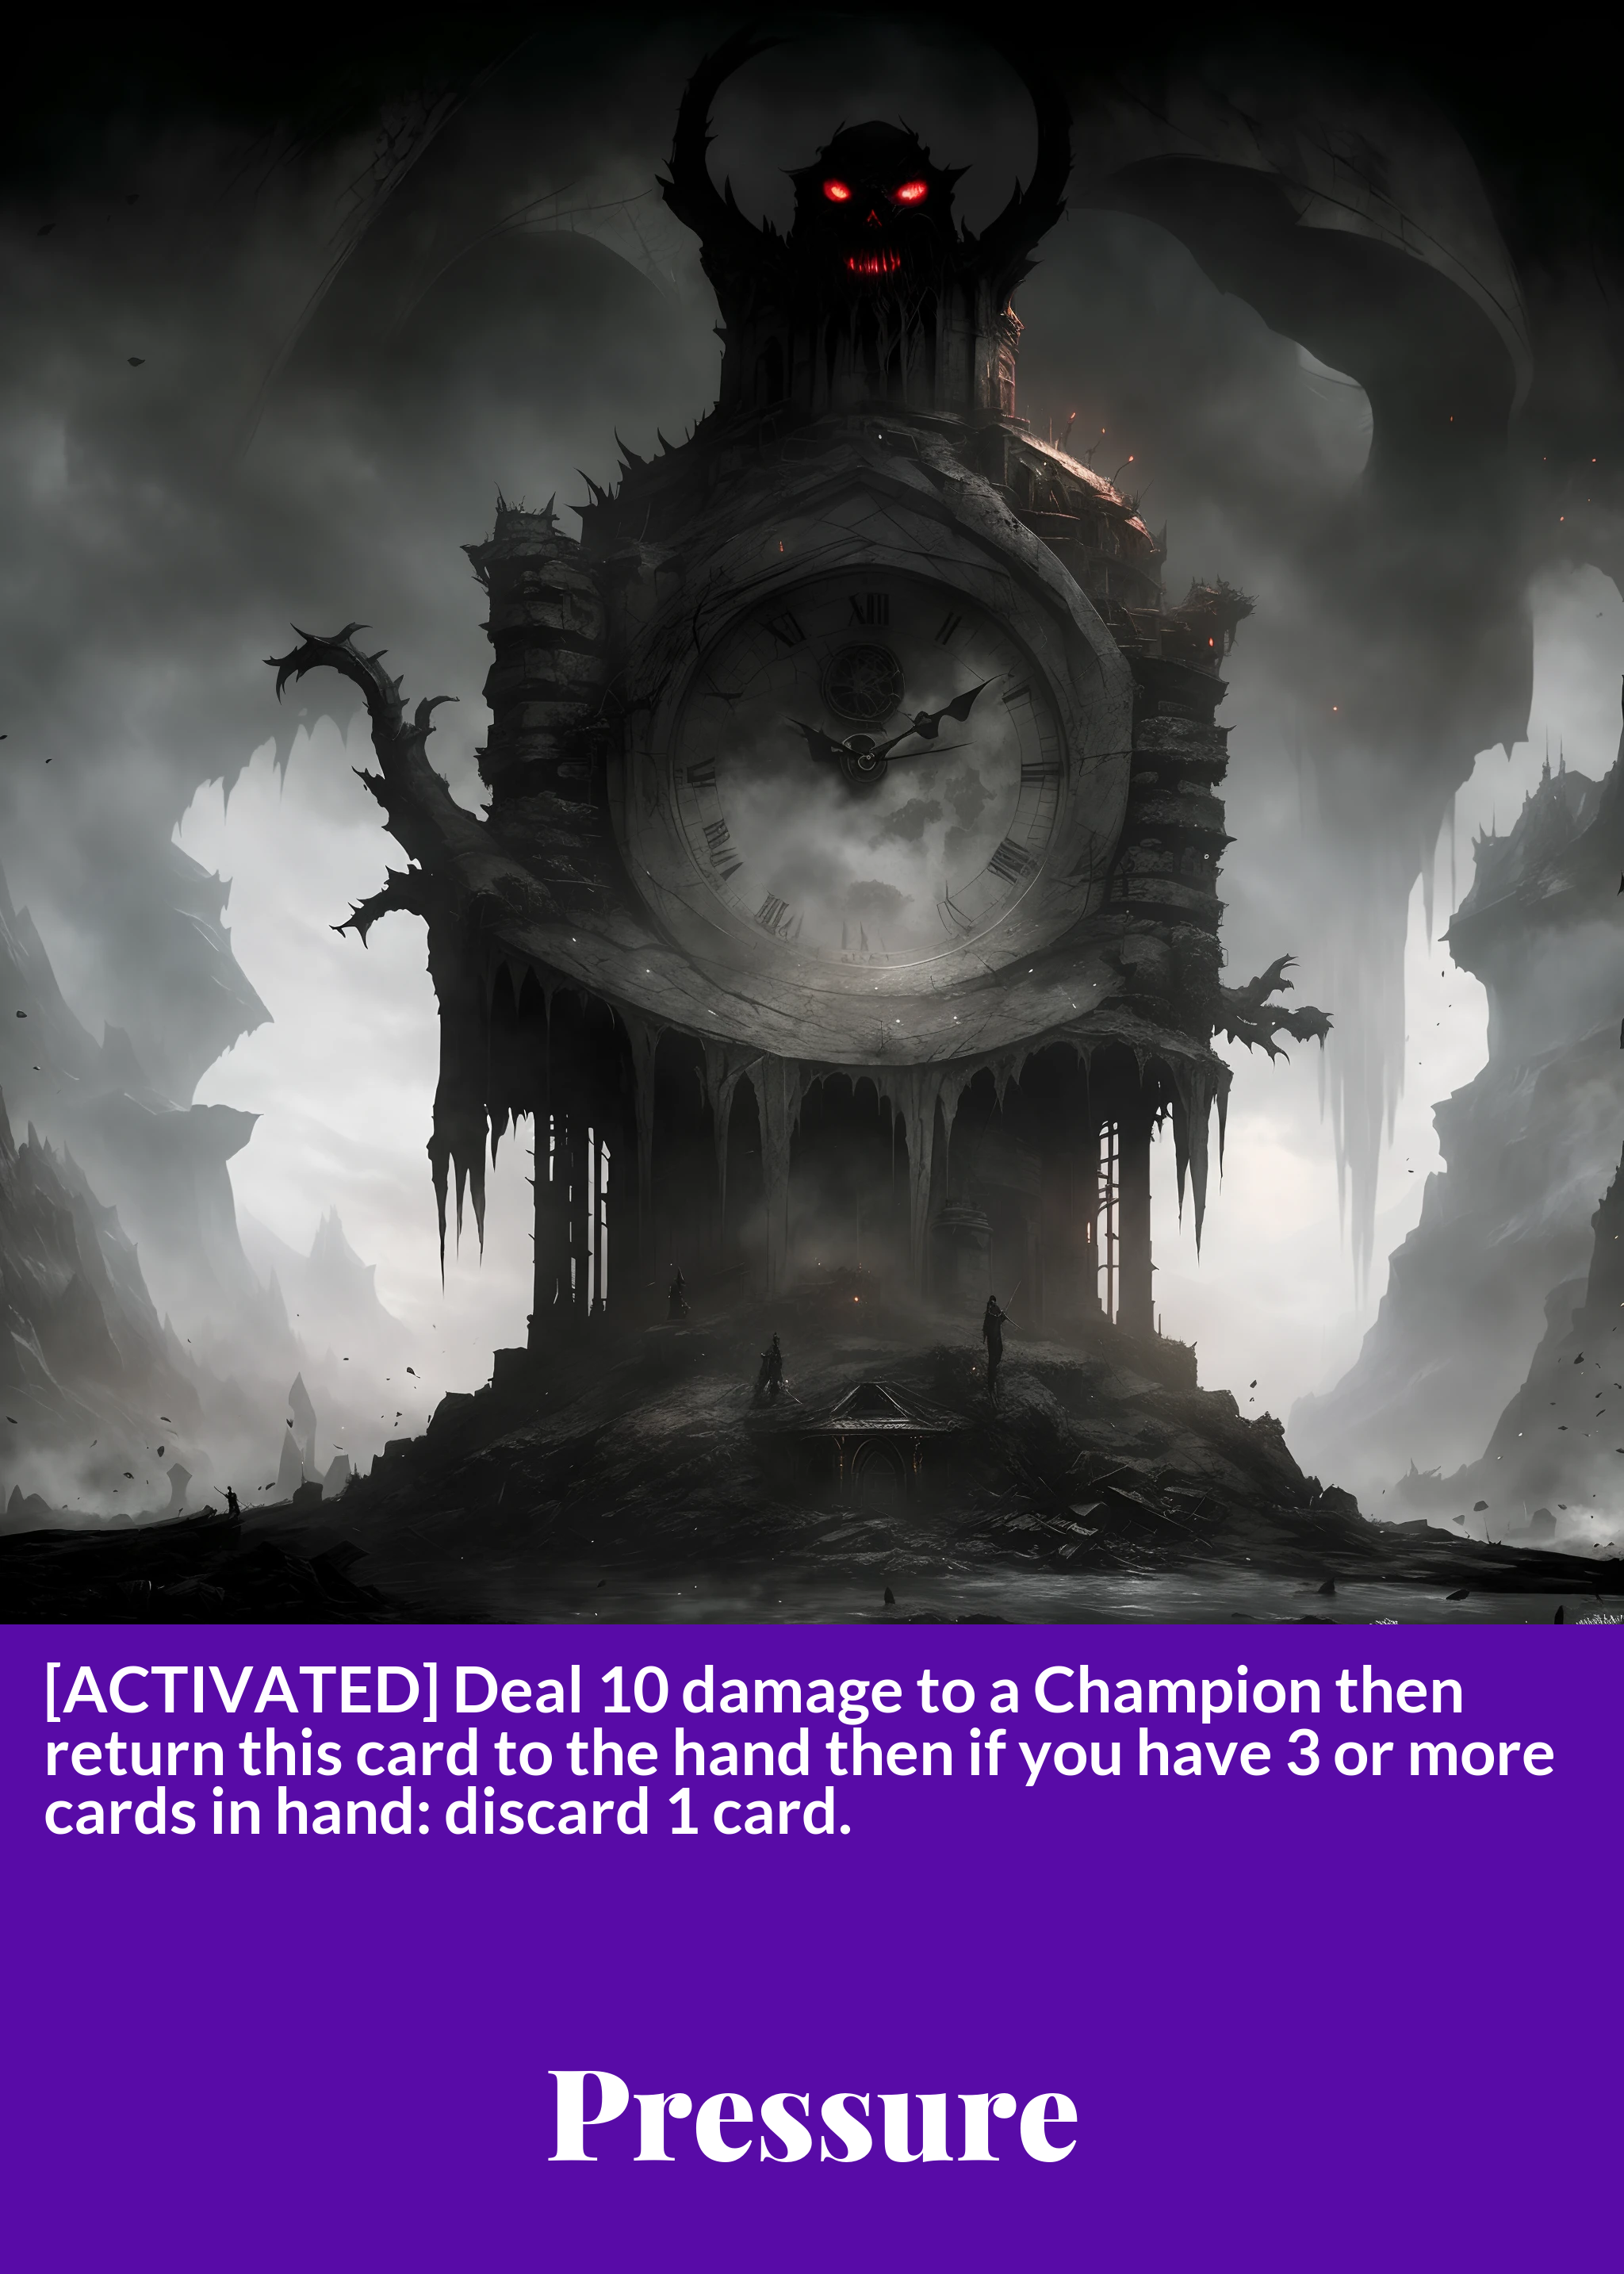 [ACTIVATED] Deal 10 damage to a Champion then
return this card to the hand then if you have 3 or more
cards in hand: discard 1 card.
Pressure